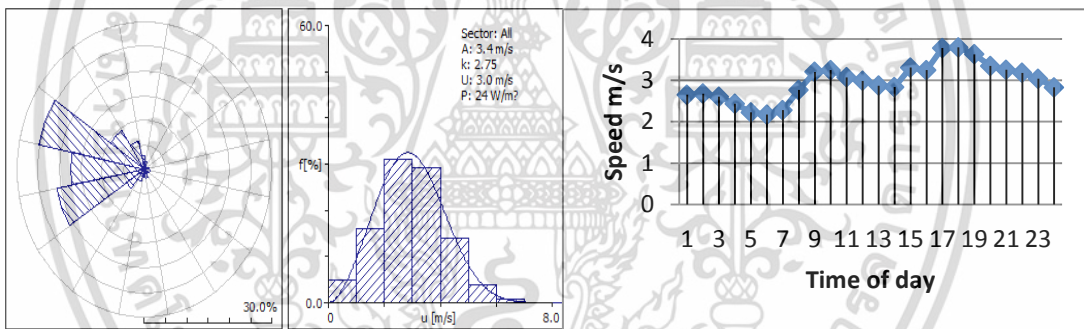 30.0%
60.0
Sector: All
A: 3.4 m/s
k: 2.75
U: 3.0 m/s
P: 24 W/m?
f[%]
0.0
0
u [m/s]
8.0
Speed m/s
4
3
2
1
0
1 3 5 7 9 11 13 15 17 19 21 23
Time of day